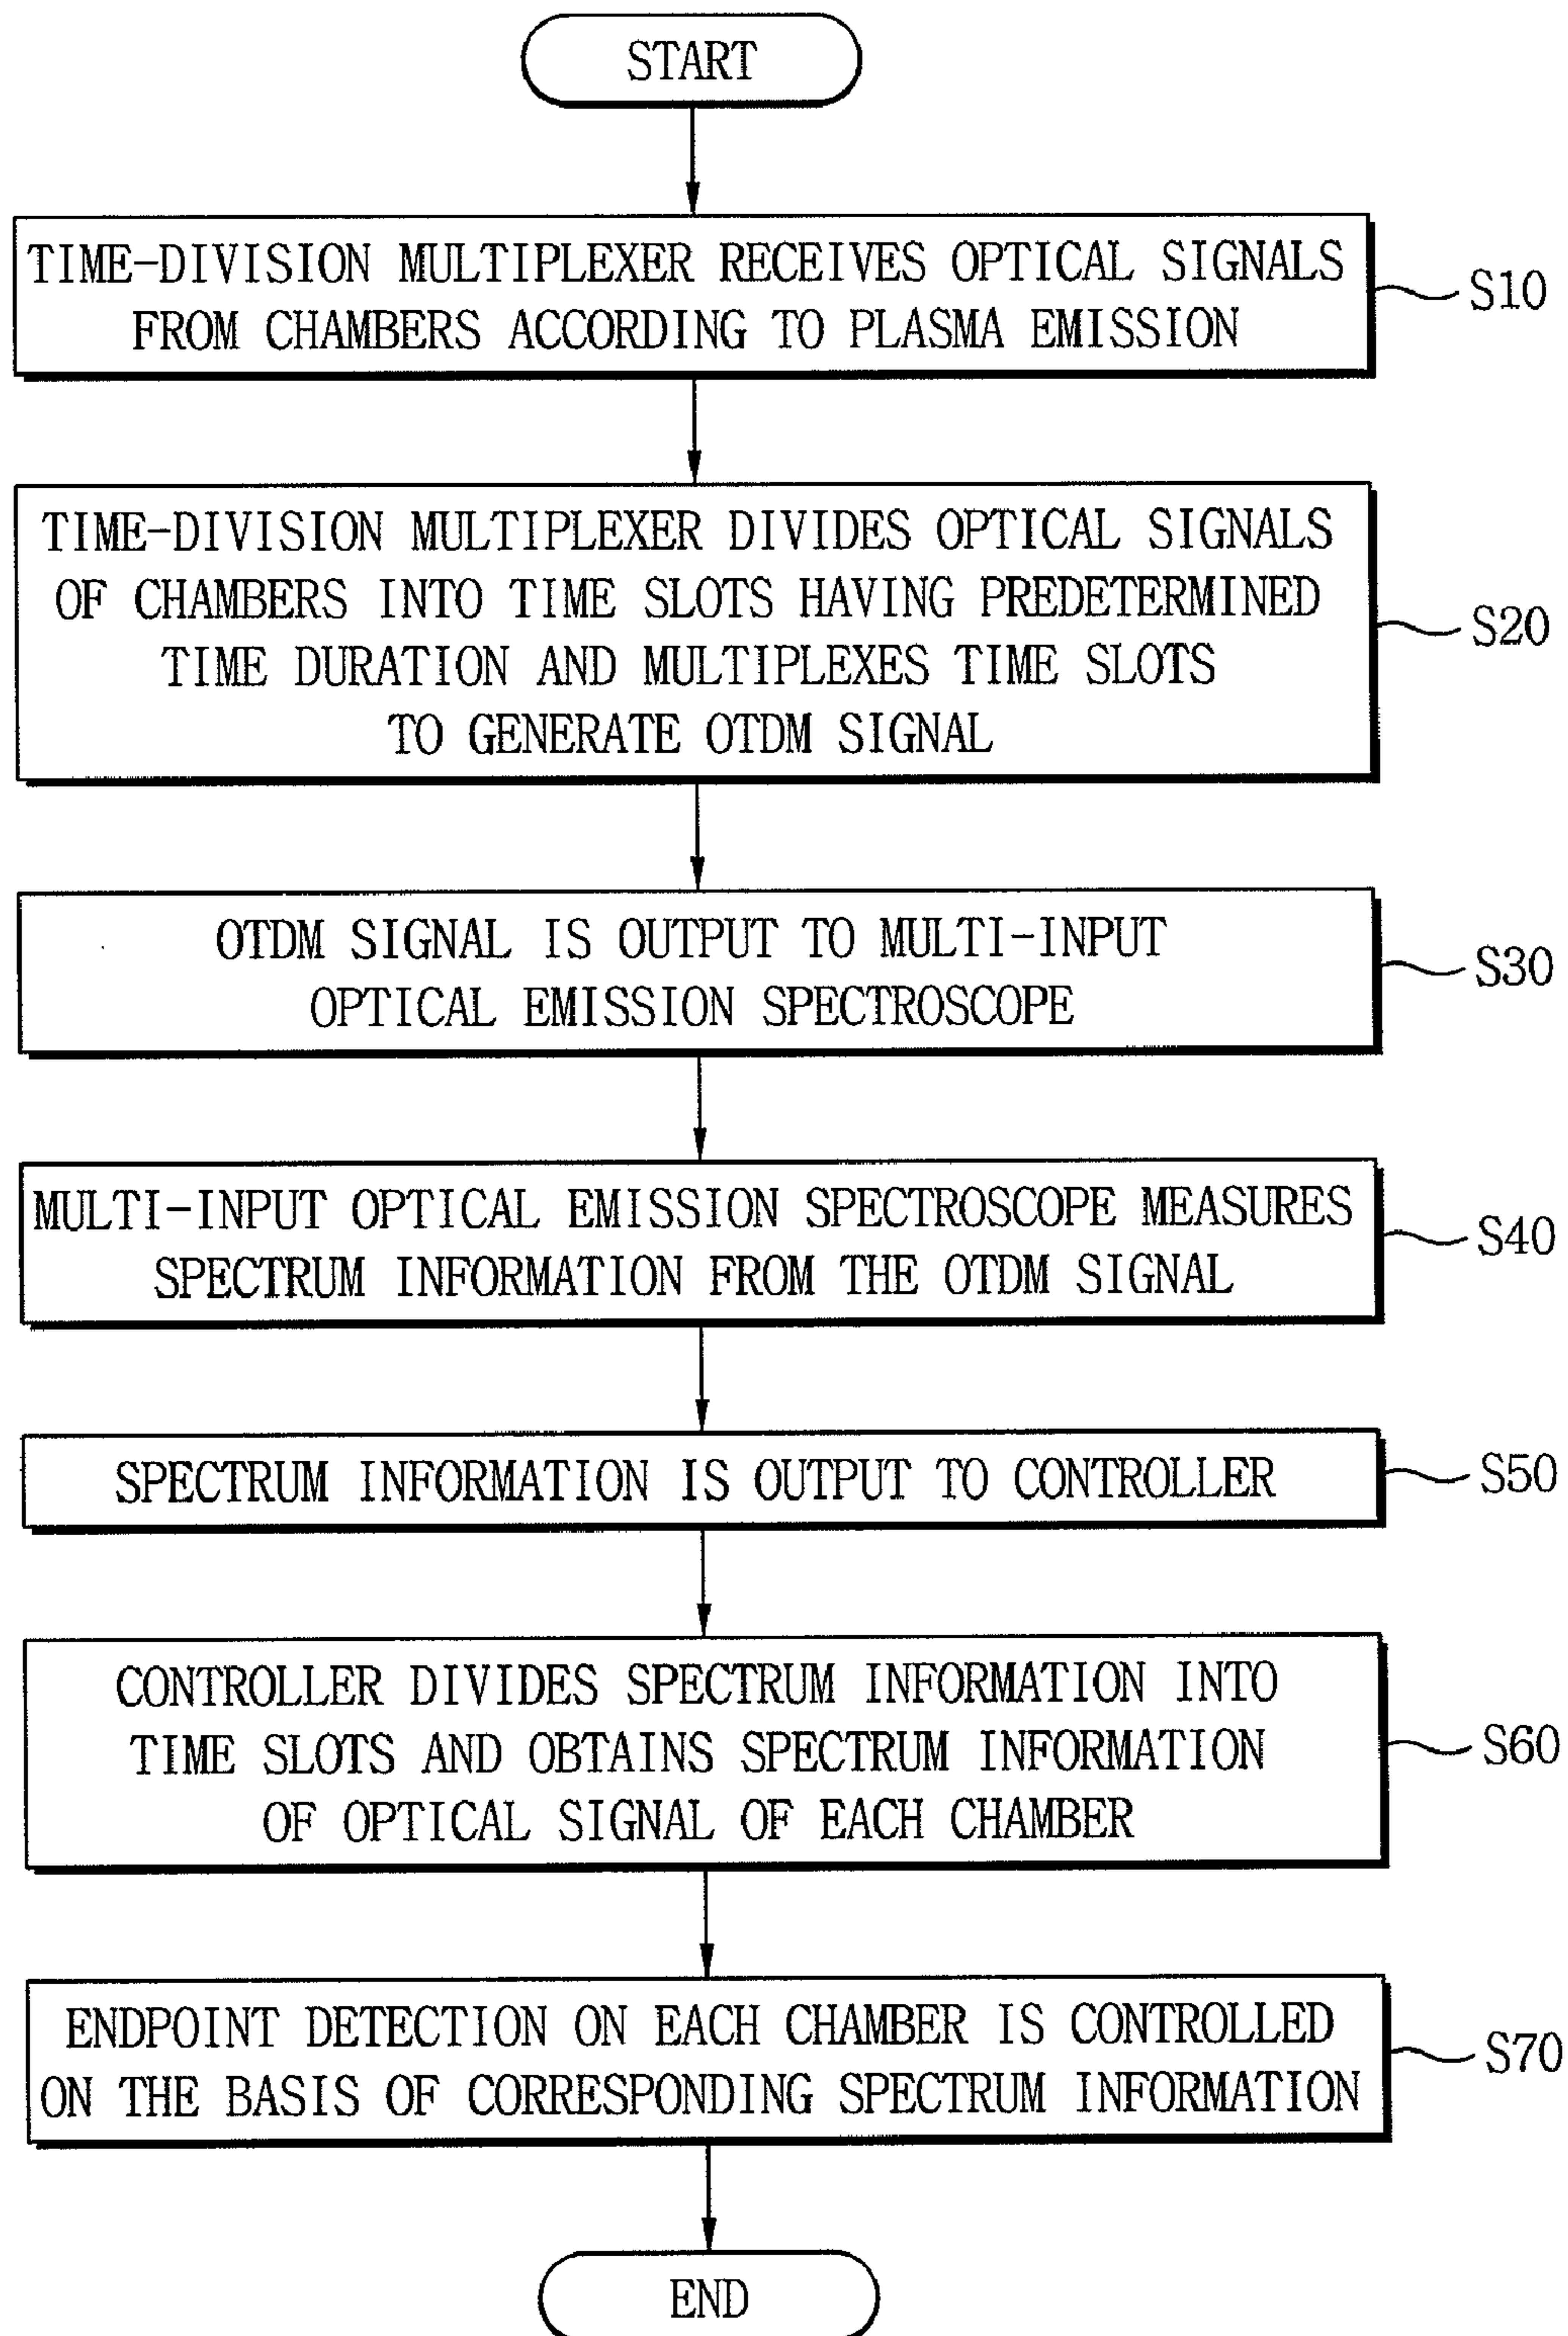 START
TIME-DIVISION MULTIPLEXER RECEIVES OPTICAL SIGNALS
FROM CHAMBERS ACCORDING TO PLASMA EMISSION
S10
TIME-DIVISION MULTIPLEXER DIVIDES OPTICAL SIGNALS
OF CHAMBERS INTO TIME SLOTS HAVING PREDETERMINED
TIME DURATION AND MULTIPLEXES TIME SLOTS
TO GENERATE OTDM SIGNAL
S20
OTDM SIGNAL IS OUTPUT TO MULTI-INPUT
OPTICAL EMISSION SPECTROSCOPE
S30
MULTI-INPUT OPTICAL EMISSION SPECTROSCOPE MEASURES
SPECTRUM INFORMATION FROM THE OTDM SIGNAL
S40
SPECTRUM INFORMATION IS OUTPUT TO CONTROLLER
S50
CONTROLLER DIVIDES SPECTRUM INFORMATION INTO
TIME SLOTS AND OBTAINS SPECTRUM INFORMATION
OF OPTICAL SIGNAL OF EACH CHAMBER
S60
ENDPOINT DETECTION ON EACH CHAMBER IS CONTROLLED
ON THE BASIS OF CORRESPONDING SPECTRUM INFORMATION
S70
END